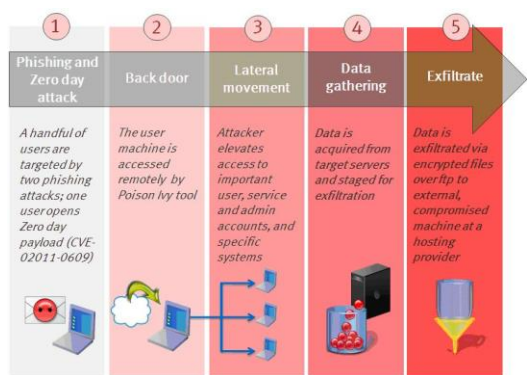 1
Phishing and
Zero day
attack
A handful of
users are
targeted by
two phishing
attacks; one
user opens
Zero day
payload (CVE-
02011-0609)
2
Back door
The user
machine is
accessed
remotely by
Poison Ivy tool
3
Lateral
movement
Attacker
elevates access
to important
user, service
and admin
accounts, and
specific
systems
4
Data
gathering
Data is
acquired from
target servers
and staged for
exfiltration
5
Exfiltrate
Data is
exfiltrated via
encrypted files
over ftp to
external,
compromised
machine at a
hosting
provider